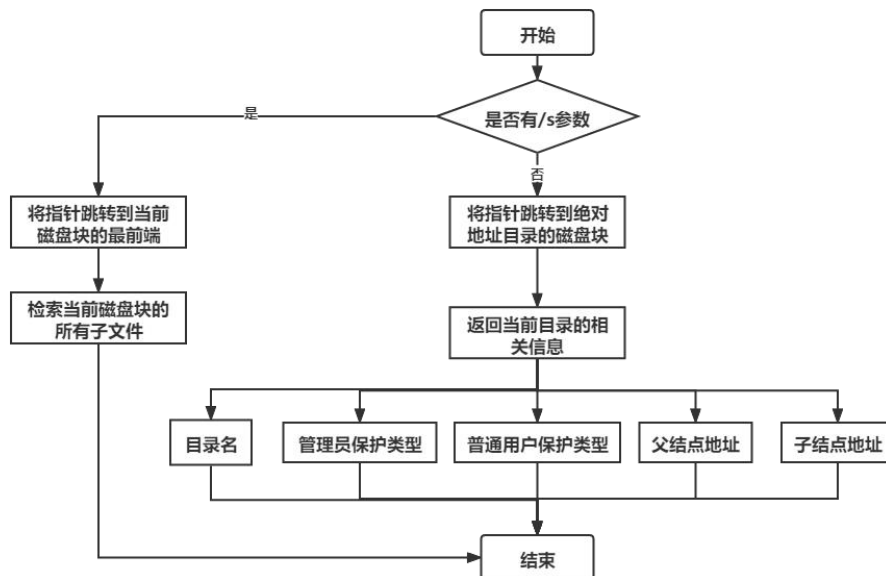 开始
是否有/s参数
是
否
将指针跳转到当前
磁盘块的最前端
将指针跳转到绝对
地址目录的磁盘块
检索当前磁盘块的
所有子文件
返回当前目录的相
关信息
目录名
管理员保护类型
普通用户保护类型
父结点地址
子结点地址
结束